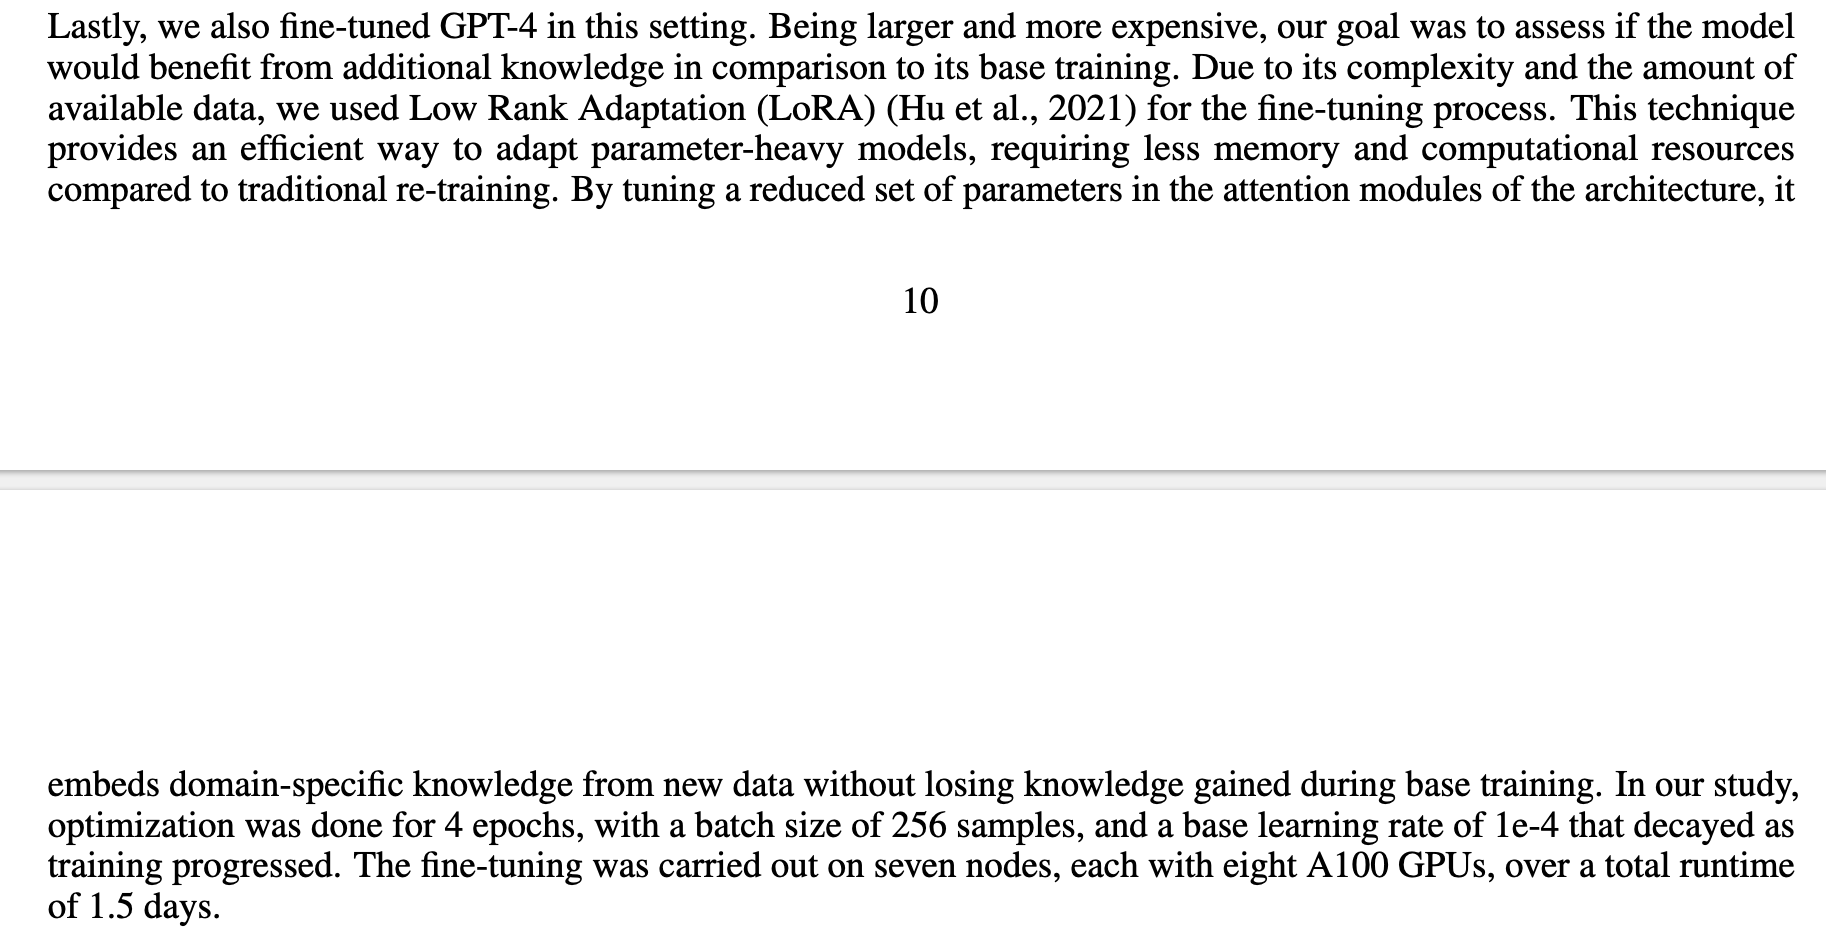 Lastly, we also fine-tuned GPT-4 in this setting. Being larger and more expensive, our goal was to assess if the model
would benefit from additional knowledge in comparison to its base training. Due to its complexity and the amount of
available data, we used Low Rank Adaptation (LoRA) (Hu et al., 2021) for the fine-tuning process. This technique
provides an efficient way to adapt parameter-heavy models, requiring less memory and computational resources
compared to traditional re-training. By tuning a reduced set of parameters in the attention modules of the architecture, it
10
embeds domain-specific knowledge from new data without losing knowledge gained during base training. In our study,
optimization was done for 4 epochs, with a batch size of 256 samples, and a base learning rate of 1e-4 that decayed as
training progressed. The fine-tuning was carried out on seven nodes, each with eight A100 GPUs, over a total runtime
of 1.5 days.